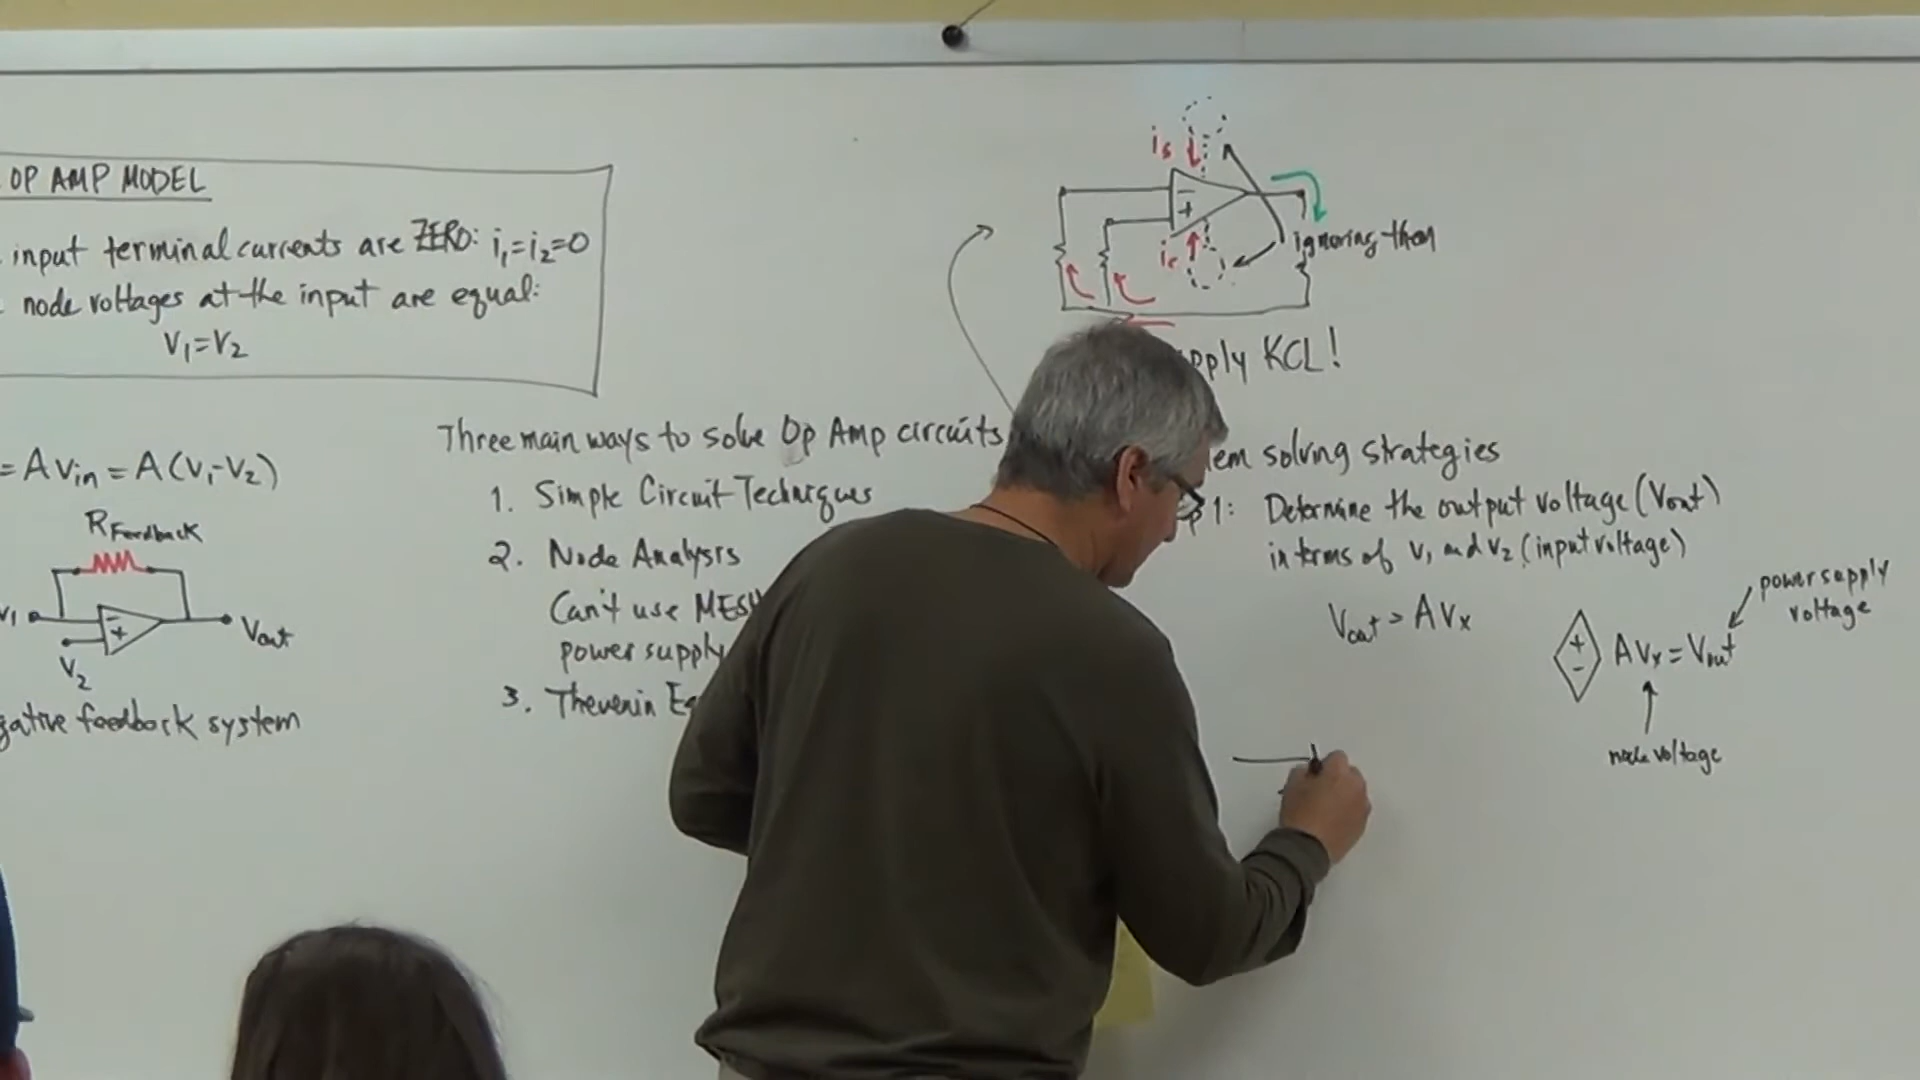 OP AMP MODEL
input terminal currents are ZERO: i₁=i₂=0
node voltages at the input are equal:
V₁=V₂
= A Vin = A(V₁-V₂)
RFeedback
V₁
-
+
Vout
V₂
gative feedback system
Three main ways to solve Op Amp circuits
1. Simple Circuit Techniques
2. Node Analysis
Can't use MESH
power supply
3. Thevenin E
is
-
+
ic
ignoring them
pply KCL!
em solving strategies
p 1: Determine the output voltage (Vout)
in terms of V₁ and V₂ (input voltage)
Vout = A Vx
+
-
A Vx = Vout
power supply
voltage
node voltage